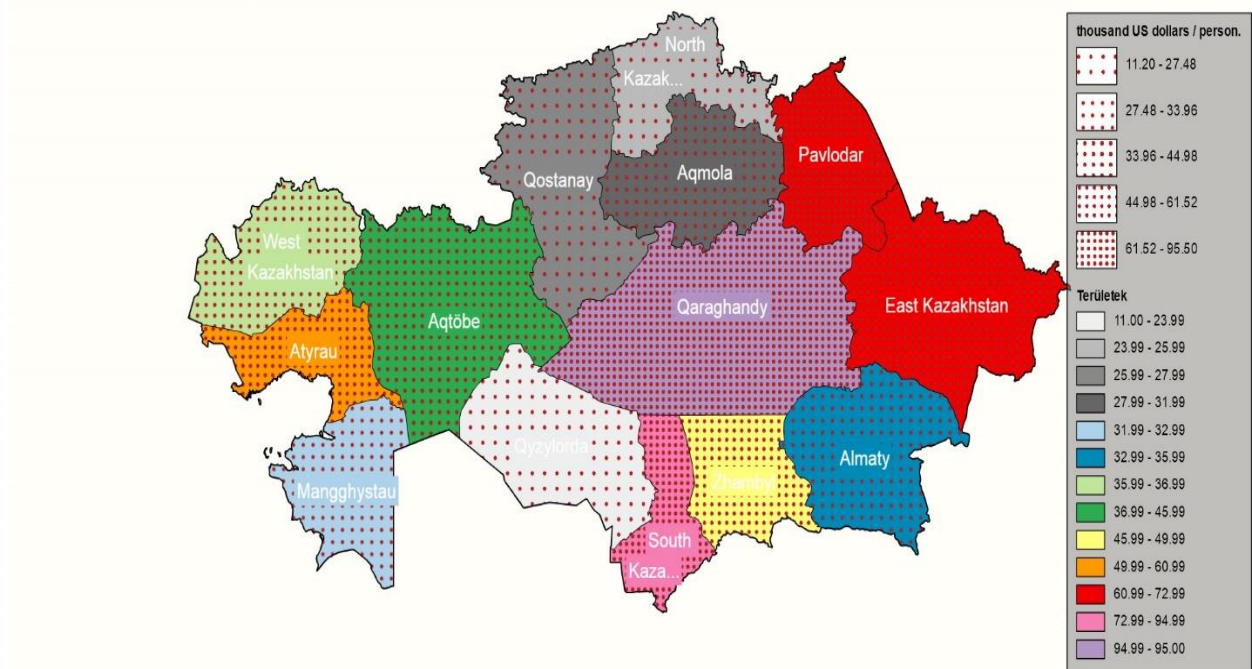 North
Kazak...
Pavlodar
Qostanay
Aqmola
West
Kazakhstan
East Kazakhstan
Qaraghandy
Aqtöbe
Atyrau
Qyzylorda
Almaty
Zhambyl
Mangghystau
South
Kaza...
thousand US dollars / person.
11.20 - 27.48
27.48 - 33.96
33.96 - 44.98
44.98 - 61.52
61.52 - 95.50
Területek
11.00 - 23.99
23.99 - 25.99
25.99 - 27.99
27.99 - 31.99
31.99 - 32.99
32.99 - 35.99
35.99 - 36.99
36.99 - 45.99
45.99 - 49.99
49.99 - 60.99
60.99 - 72.99
72.99 - 94.99
94.99 - 95.00